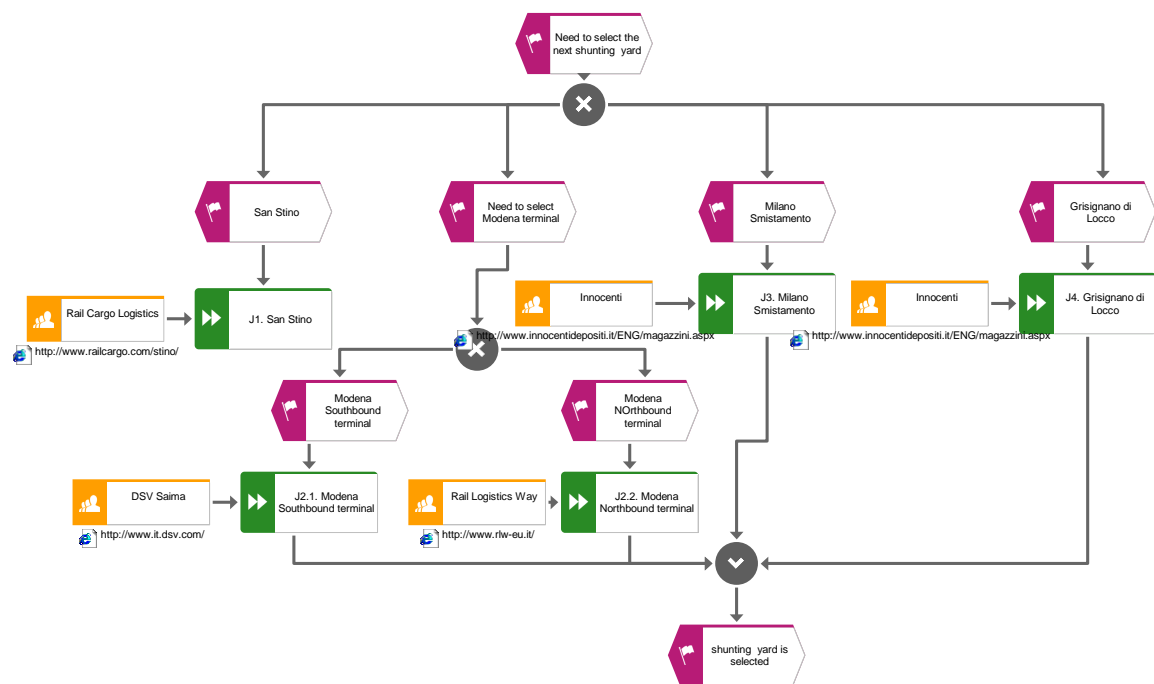 Need to select the
next shunting yard
San Stino
Need to select
Modena terminal
Milano
Smistamento
Grisignano di
Locco
Rail Cargo Logistics
http://www.railcargo.com/stino/
J1. San Stino
Innocenti
http://www.innocentidepositi.it/ENG/magazzini.aspx
J3. Milano
Smistamento
Innocenti
http://www.innocentidepositi.it/ENG/magazzini.aspx
J4. Grisignano di
Locco
Modena
Southbound
terminal
Modena
NOrthbound
terminal
DSV Saima
http://www.it.dsv.com/
J2.1. Modena
Southbound terminal
Rail Logistics Way
http://www.rlw-eu.it/
J2.2. Modena
Northbound terminal
shunting yard is
selected